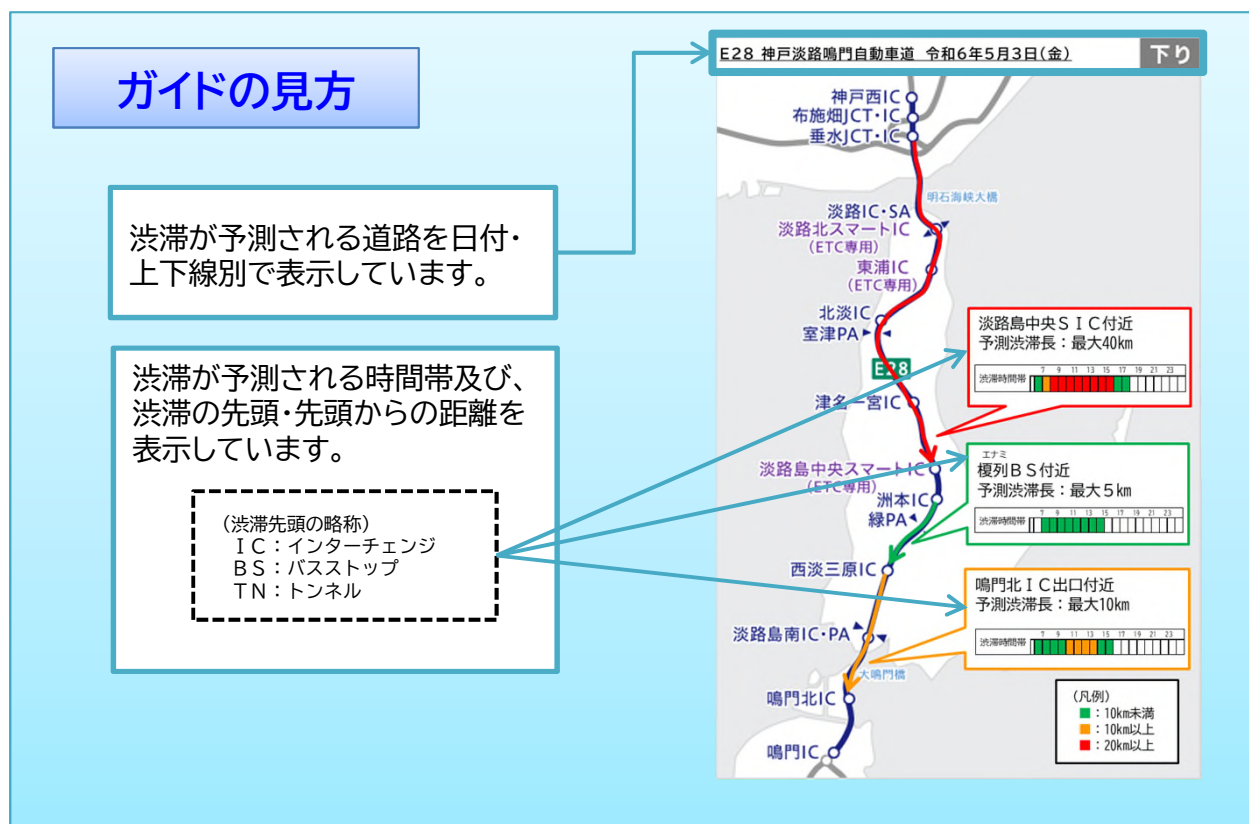 ガイドの見方
渋滞が予測される道路を日付・
上下線別で表示しています。
渋滞が予測される時間帯及び、
渋滞の先頭・先頭からの距離を
表示しています。
(渋滞先頭の略称)
IC:インターチェンジ
BS:バスストップ
TN:トンネル
E28 神戸淡路鳴門自動車道 令和6年5月3日(金)
下り
神戸西IC
布施畑JCT・IC
垂水JCT・IC
明石海峡大橋
淡路IC・SA
淡路北スマートIC
(ETC専用)
東浦IC
(ETC専用)
北淡IC
室津PA
E28
津名一宮IC
淡路島中央スマートIC
(ETC専用)
洲本IC
緑PA
西淡三原IC
淡路島南IC・PA
大鳴門橋
鳴門北IC
鳴門IC
淡路島中央SIC付近
予測渋滞長:最大40km
7 9 11 13 15 17 19 21 23
渋滞時間帯
エナミ
榎列BS付近
予測渋滞長:最大5km
7 9 11 13 15 17 19 21 23
渋滞時間帯
鳴門北IC出口付近
予測渋滞長:最大10km
7 9 11 13 15 17 19 21 23
渋滞時間帯
(凡例)
:10km未満
:10km以上
:20km以上